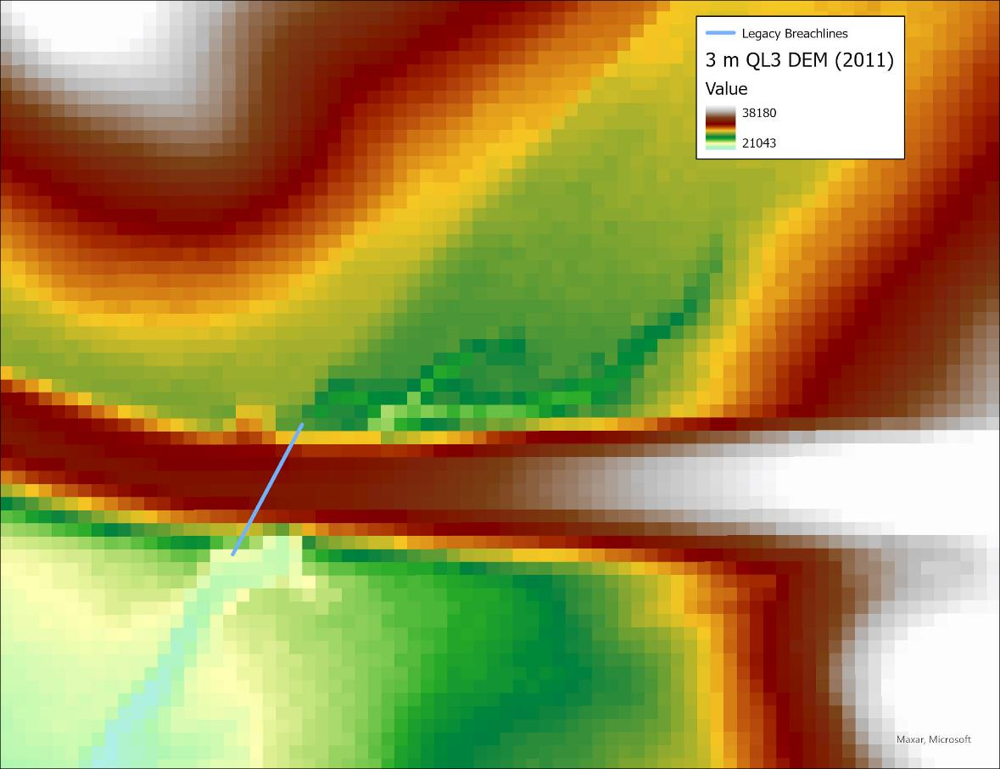 Legacy Breachlines
3 m QL3 DEM (2011)
Value
38180
21043
Maxar, Microsoft